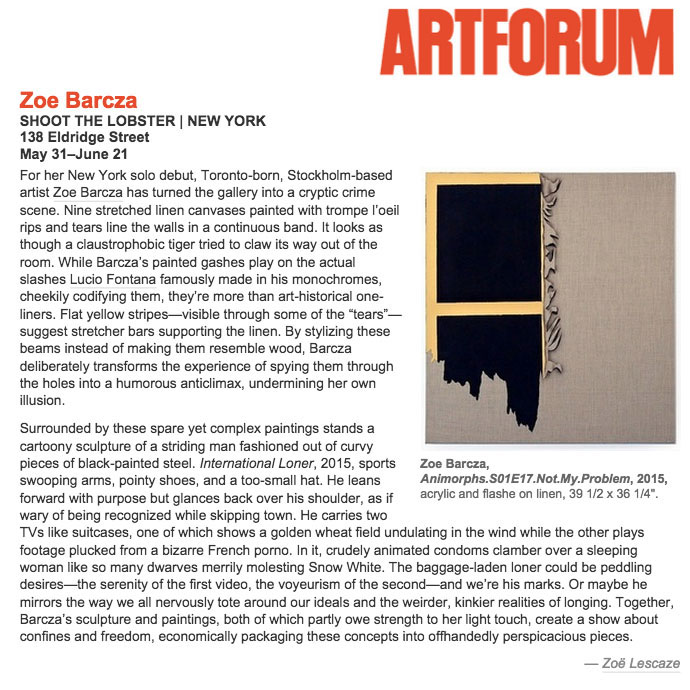 ARTFORUM
Zoe Barcza
SHOOT THE LOBSTER | NEW YORK
138 Eldridge Street
May 31–June 21
For her New York solo debut, Toronto-born, Stockholm-based
artist Zoe Barcza has turned the gallery into a cryptic crime
scene. Nine stretched linen canvases painted with trompe l’oeil
rips and tears line the walls in a continuous band. It looks as
though a claustrophobic tiger tried to claw its way out of the
room. While Barcza’s painted gashes play on the actual
slashes Lucio Fontana famously made in his monochromes,
cheekily codifying them, they’re more than art-historical one-
liners. Flat yellow stripes—visible through some of the “tears”—
suggest stretcher bars supporting the linen. By stylizing these
beams instead of making them resemble wood, Barcza
deliberately transforms the experience of spying them through
the holes into a humorous anticlimax, undermining her own
illusion.
Surrounded by these spare yet complex paintings stands a
cartoony sculpture of a striding man fashioned out of curvy
pieces of black-painted steel. International Loner, 2015, sports
swooping arms, pointy shoes, and a too-small hat. He leans
forward with purpose but glances back over his shoulder, as if
wary of being recognized while skipping town. He carries two
TVs like suitcases, one of which shows a golden wheat field undulating in the wind while the other plays
footage plucked from a bizarre French porno. In it, crudely animated condoms clamber over a sleeping
woman like so many dwarves merrily molesting Snow White. The baggage-laden loner could be peddling
desires—the serenity of the first video, the voyeurism of the second—and we’re his marks. Or maybe he
mirrors the way we all nervously tote around our ideals and the weirder, kinkier realities of longing. Together,
Barcza’s sculpture and paintings, both of which partly owe strength to her light touch, create a show about
confines and freedom, economically packaging these concepts into offhandedly perspicacious pieces.
Zoe Barcza,
Animorphs.S01E17.Not.My.Problem, 2015,
acrylic and flashe on linen, 39 1/2 x 36 1/4".
— Zoë Lescaze